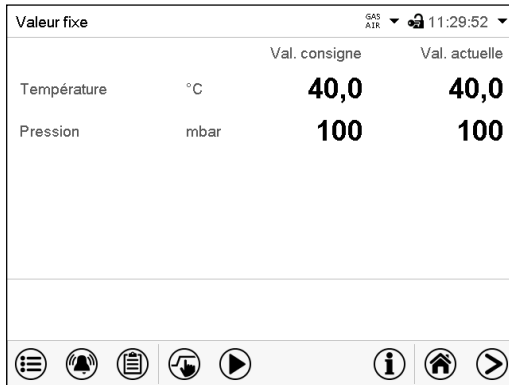 Valeur fixe GAS AIR 11:29:52
Val. consigne Val. actuelle
Température °C 40,0 40,0
Pression mbar 100 100